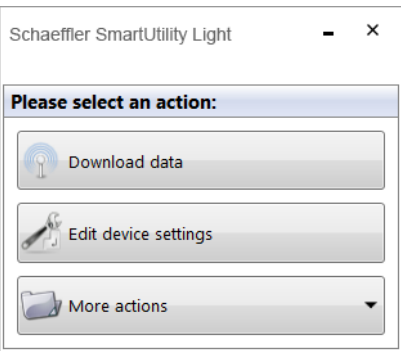 Schaeffler SmartUtility Light
Please select an action:
Download data
Edit device settings
More actions